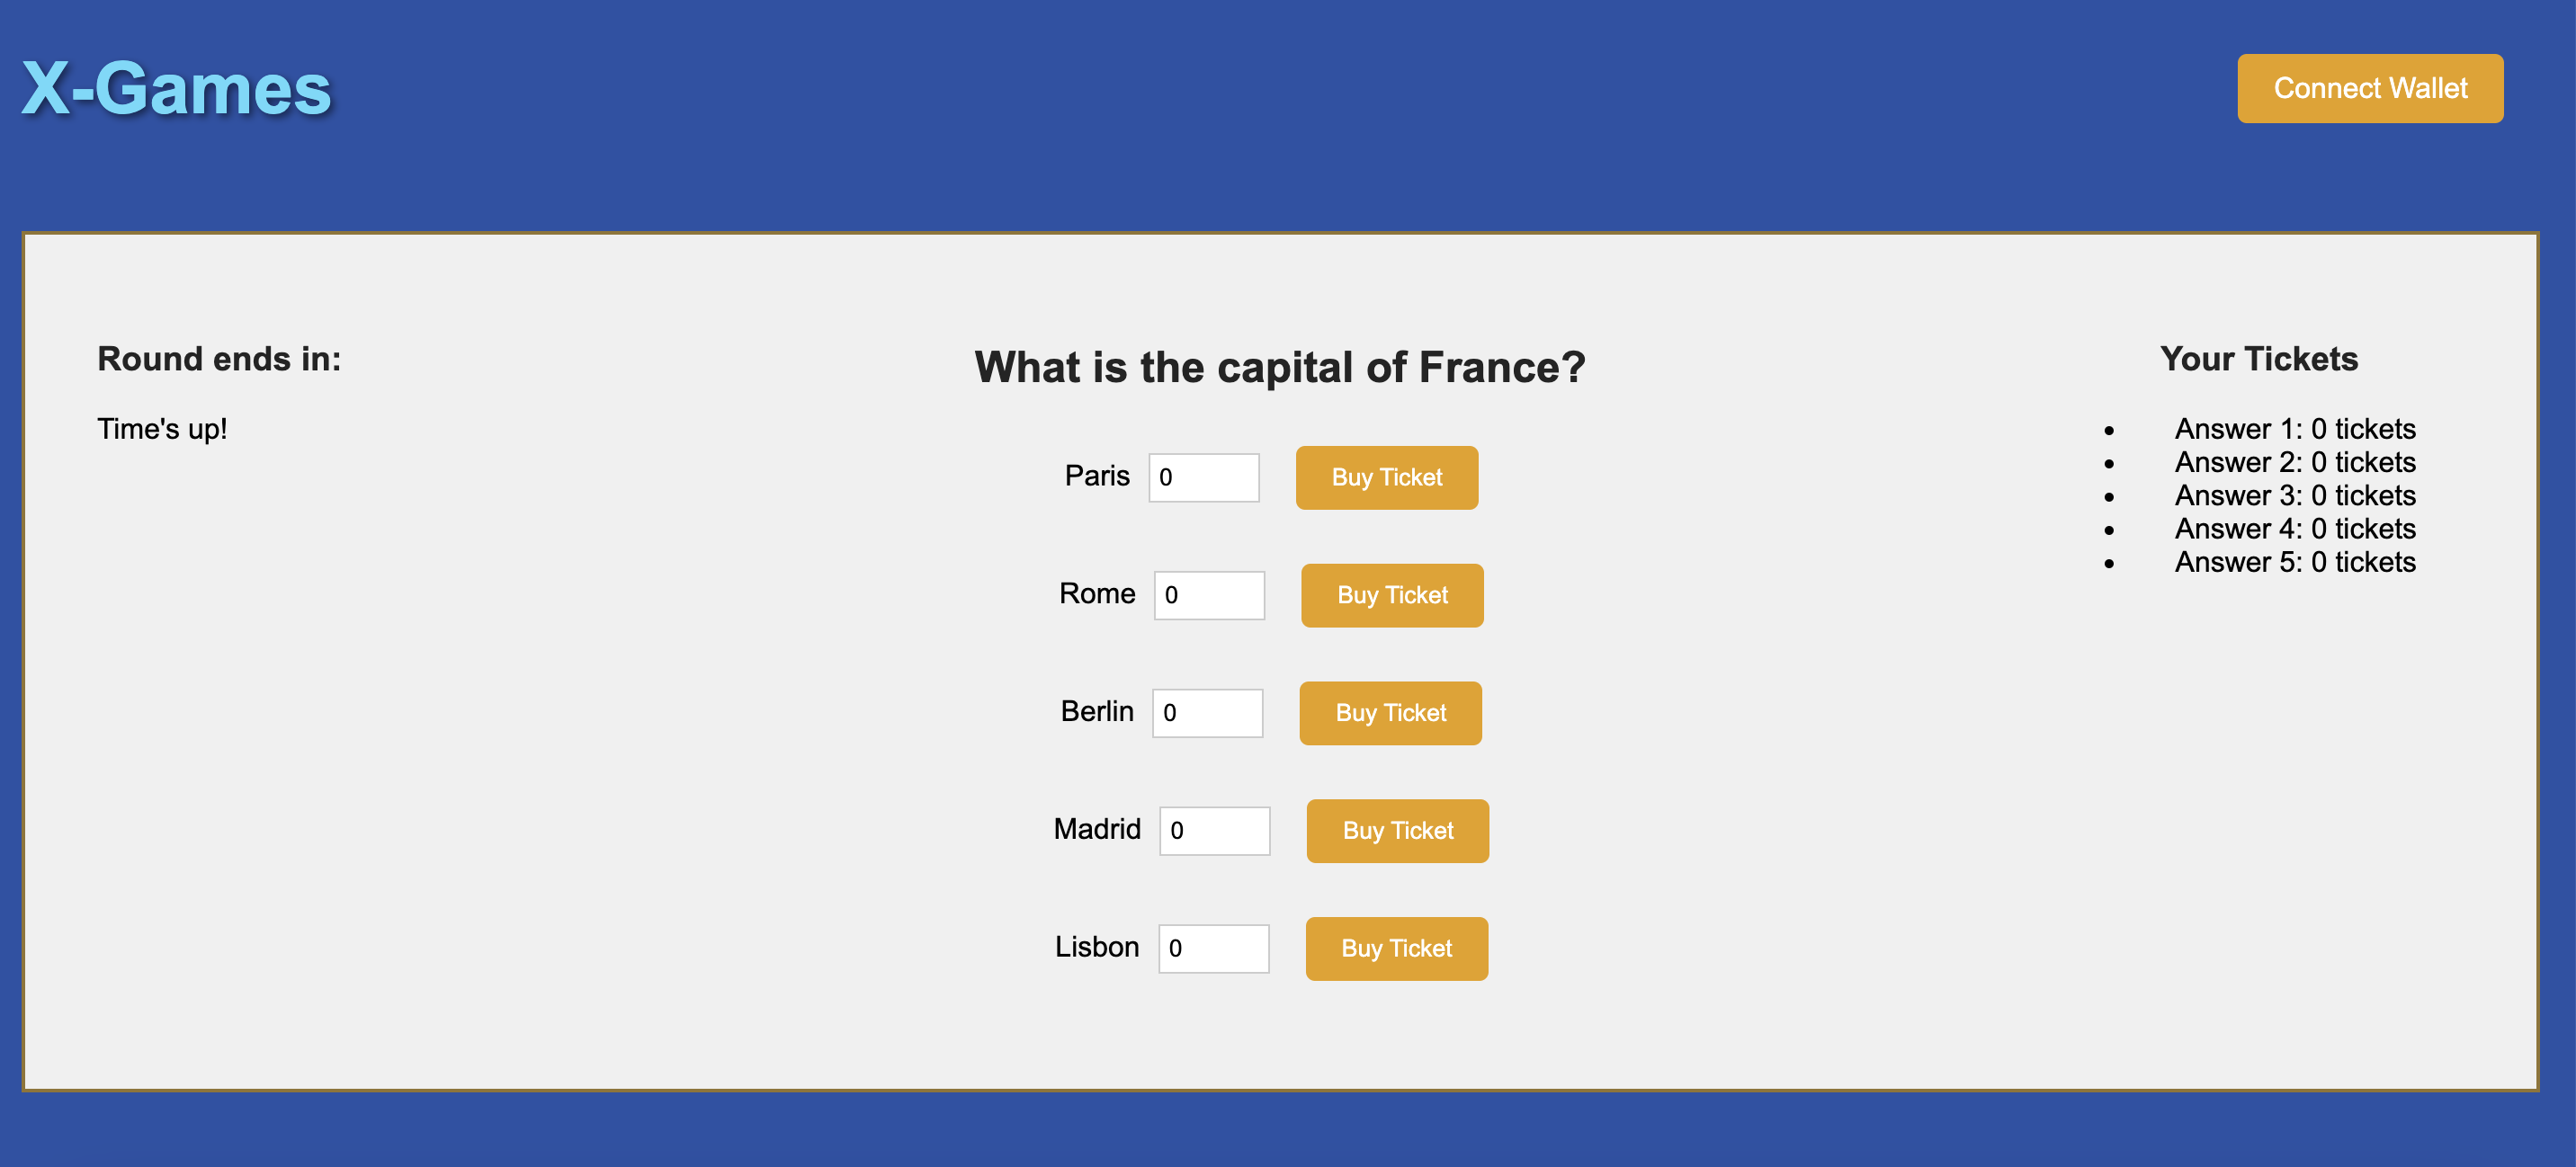 X-Games
Connect Wallet
Round ends in:
Time's up!
What is the capital of France?
Paris 0 Buy Ticket
Rome 0 Buy Ticket
Berlin 0 Buy Ticket
Madrid 0 Buy Ticket
Lisbon 0 Buy Ticket
Your Tickets
• Answer 1: 0 tickets
• Answer 2: 0 tickets
• Answer 3: 0 tickets
• Answer 4: 0 tickets
• Answer 5: 0 tickets